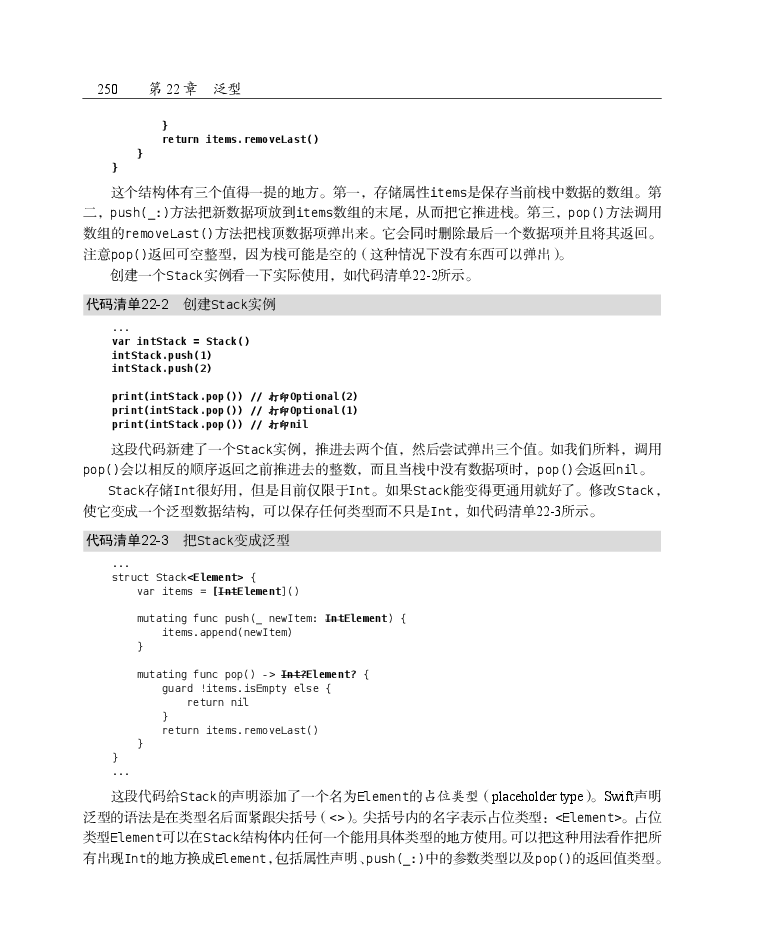 250 第 22 章 泛型
}
return items.removeLast()
}
}
这个结构体有三个值得一提的地方。第一，存储属性items是保存当前栈中数据的数组。第
二，push(_:)方法把新数据项放到items数组的末尾，从而把它推进栈。第三，pop()方法调用
数组的removeLast()方法把栈顶数据项弹出来。它会同时删除最后一个数据项并且将其返回。
注意pop()返回可空整型，因为栈可能是空的（这种情况下没有东西可以弹出）。
创建一个Stack实例看一下实际使用，如代码清单22-2所示。
代码清单22-2 创建Stack实例
...
var intStack = Stack()
intStack.push(1)
intStack.push(2)
print(intStack.pop()) // 打印Optional(2)
print(intStack.pop()) // 打印Optional(1)
print(intStack.pop()) // 打印nil
这段代码新建了一个Stack实例，推进去两个值，然后尝试弹出三个值。如我们所料，调用
pop()会以相反的顺序返回之前推进去的整数，而且当栈中没有数据项时，pop()会返回nil。
Stack存储Int很好用，但是目前仅限于Int。如果Stack能变得更通用就好了。修改Stack，
使它变成一个泛型数据结构，可以保存任何类型而不只是Int，如代码清单22-3所示。
代码清单22-3 把Stack变成泛型
...
struct Stack<Element> {
var items = [IntElement]()
mutating func push(_ newItem: IntElement) {
items.append(newItem)
}
mutating func pop() -> Int?Element? {
guard !items.isEmpty else {
return nil
}
return items.removeLast()
}
}
...
这段代码给Stack的声明添加了一个名为Element的占位类型（placeholder type）。Swift声明
泛型的语法是在类型名后面紧跟尖括号（<>）。尖括号内的名字表示占位类型：<Element>。占位
类型Element可以在Stack结构体内任何一个能用具体类型的地方使用。可以把这种用法看作把所
有出现Int的地方换成Element，包括属性声明、push(_:)中的参数类型以及pop()的返回值类型。